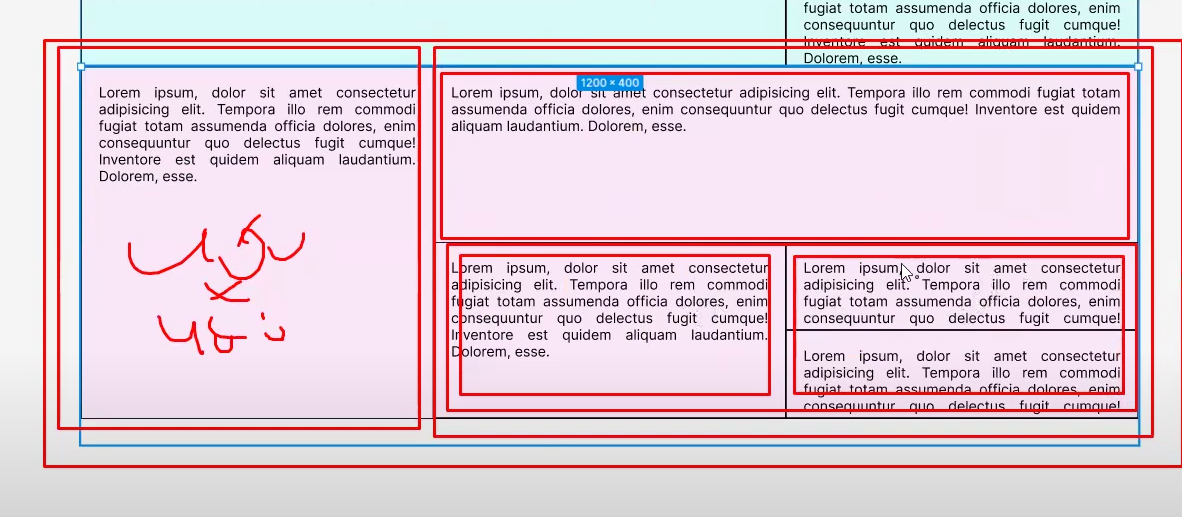 fugiat totam assumenda officia dolores, enim
consequuntur quo delectus fugit cumque!
Inventore est quidem aliquam laudantium.
Dolorem, esse.
1200 × 400
Lorem ipsum, dolor sit amet consectetur
adipisicing elit. Tempora illo rem commodi
fugiat totam assumenda officia dolores, enim
consequuntur quo delectus fugit cumque!
Inventore est quidem aliquam laudantium.
Dolorem, esse.
Lorem ipsum, dolor sit amet consectetur adipisicing elit. Tempora illo rem commodi fugiat totam
assumenda officia dolores, enim consequuntur quo delectus fugit cumque! Inventore est quidem
aliquam laudantium. Dolorem, esse.
Lorem ipsum, dolor sit amet consectetur
adipisicing elit. Tempora illo rem commodi
fugiat totam assumenda officia dolores, enim
consequuntur quo delectus fugit cumque!
Inventore est quidem aliquam laudantium.
Dolorem, esse.
Lorem ipsum, dolor sit amet consectetur
adipisicing elit. Tempora illo rem commodi
fugiat totam assumenda officia dolores, enim
consequuntur quo delectus fugit cumque!
Lorem ipsum, dolor sit amet consectetur
adipisicing elit. Tempora illo rem commodi
fugiat totam assumenda officia dolores, enim
consequuntur quo delectus fugit cumque!